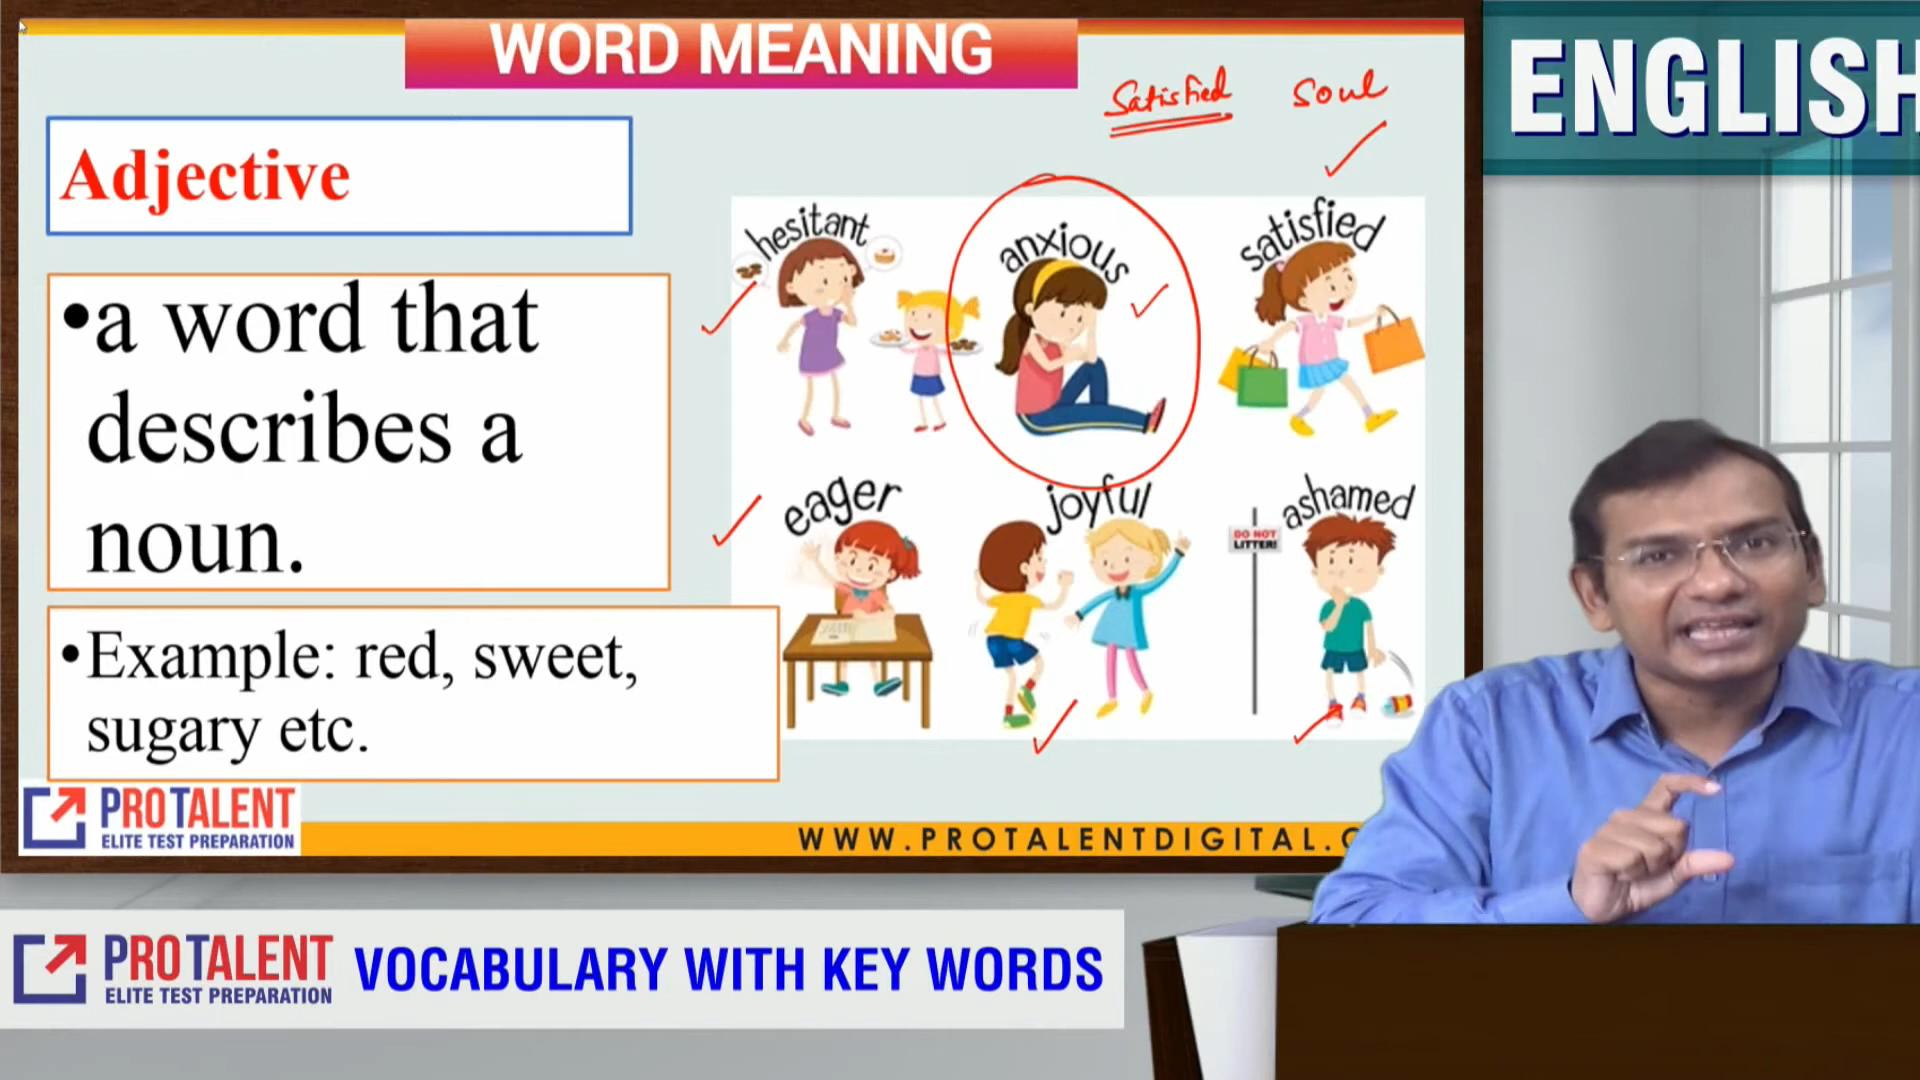 WORD MEANING
Satisfied Soul
ENGLISH
Adjective
•a word that
describes a
noun.
•Example: red, sweet,
sugary etc.
hesitant
anxious
satisfied
eager
joyful
ashamed
DO NOT
LITTER!
PROTALENT
ELITE TEST PREPARATION
WWW.PROTALENTDIGITAL.
PROTALENT
ELITE TEST PREPARATION
VOCABULARY WITH KEY WORDS